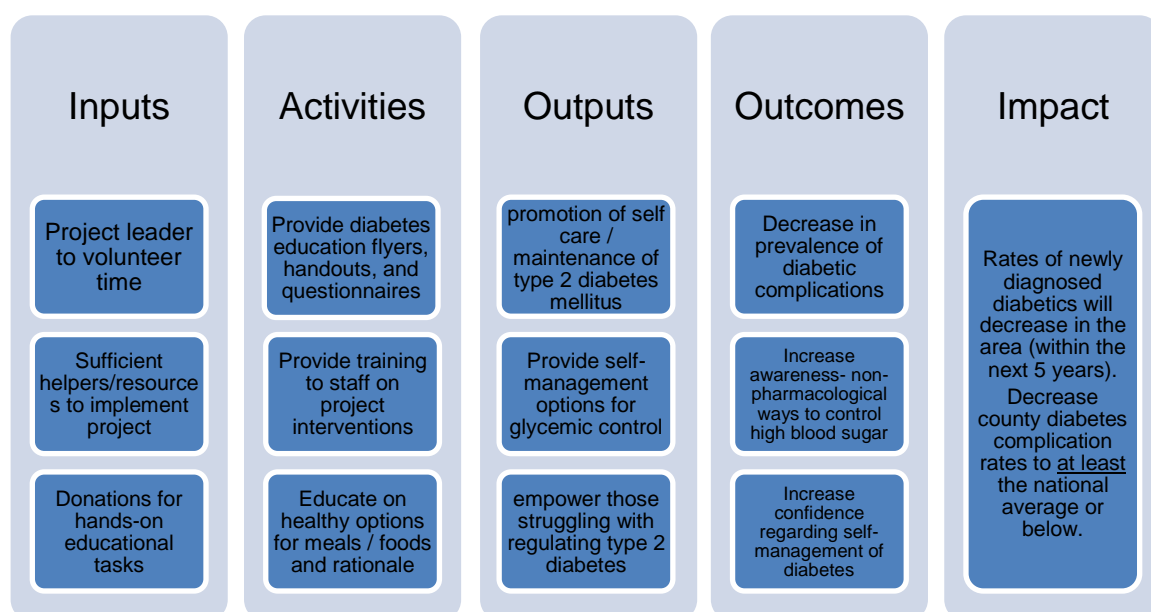 Inputs
Project leader
to volunteer
time
Sufficient
helpers/resource
s to implement
project
Donations for
hands-on
educational
tasks
Activities
Provide diabetes
education flyers,
handouts, and
questionnaires
Provide training
to staff on
project
interventions
Educate on
healthy options
for meals / foods
and rationale
Outputs
promotion of self
care /
maintenance of
type 2 diabetes
mellitus
Provide self-
management
options for
glycemic control
empower those
struggling with
regulating type 2
diabetes
Outcomes
Decrease in
prevalence of
diabetic
complications
Increase
awareness- non-
pharmacological
ways to control
high blood sugar
Increase
confidence
regarding self-
management of
diabetes
Impact
Rates of newly
diagnosed
diabetics will
decrease in the
area (within the
next 5 years).
Decrease
county diabetes
complication
rates to at least
the national
average or
below.